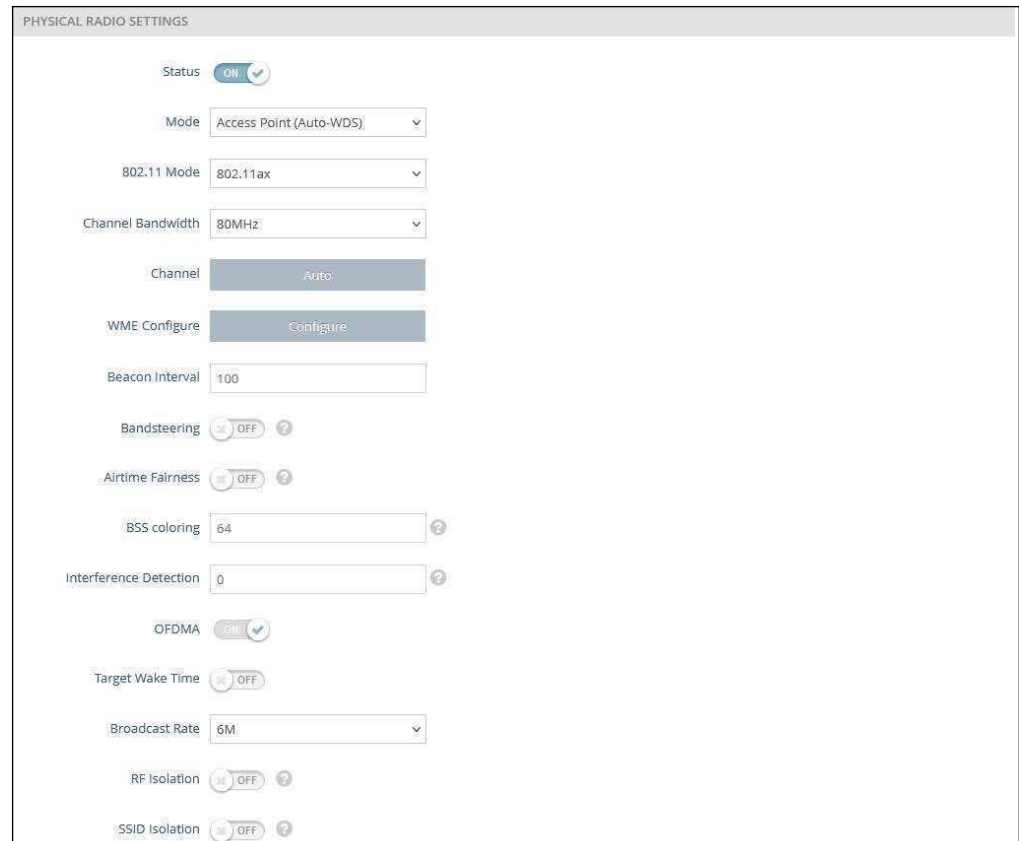 PHYSICAL RADIO SETTINGS
Status ON
Mode Access Point (Auto-WDS)
802.11 Mode 802.11ax
Channel Bandwidth 80MHz
Channel Auto
WME Configure Configure
Beacon Interval 100
Bandsteering OFF ?
Airtime Fairness OFF ?
BSS coloring 64 ?
Interference Detection 0 ?
OFDMA ON
Target Wake Time OFF
Broadcast Rate 6M
RF Isolation OFF ?
SSID Isolation OFF ?